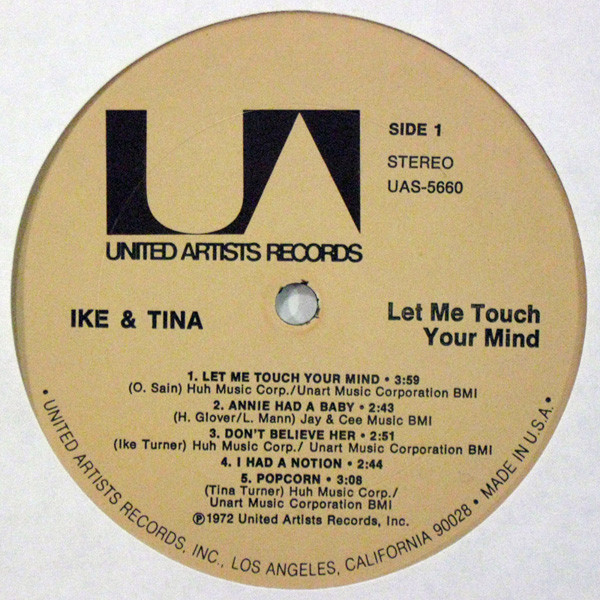 UA
UNITED ARTISTS RECORDS
SIDE 1
STEREO
UAS-5660
IKE & TINA
Let Me Touch
Your Mind
1. LET ME TOUCH YOUR MIND • 3:59
(O. Sain) Huh Music Corp./Unart Music Corporation BMI
2. ANNIE HAD A BABY • 2:43
(H. Glover/L. Mann) Jay & Cee Music BMI
3. DON'T BELIEVE HER • 2:51
(Ike Turner) Huh Music Corp./ Unart Music Corporation BMI
4. I HAD A NOTION • 2:44
5. POPCORN • 3:08
(Tina Turner) Huh Music Corp./
Unart Music Corporation BMI
Ⓟ1972 United Artists Records, Inc.
• UNITED ARTISTS RECORDS, INC., LOS ANGELES, CALIFORNIA 90028 • MADE IN U.S.A. •